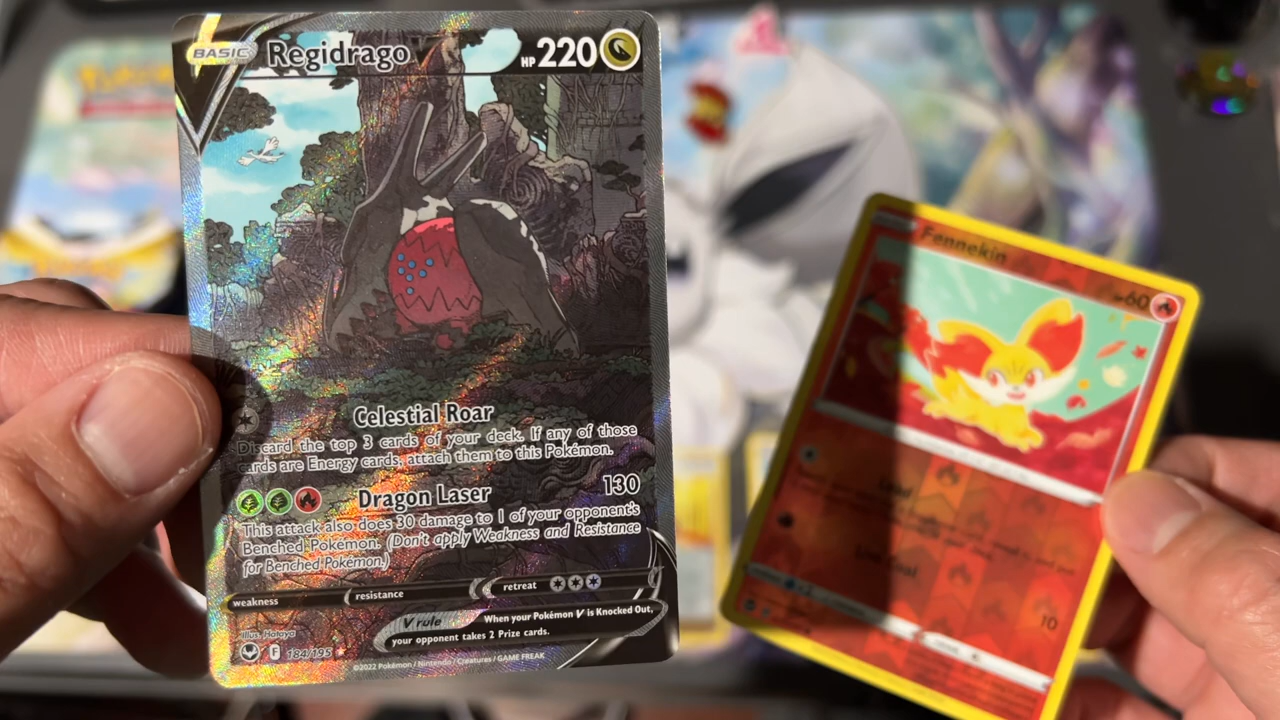 BASIC Regidrago HP 220
Celestial Roar
Discard the top 3 cards of your deck. If any of those
cards are Energy cards, attach them to this Pokémon.
Dragon Laser 130
This attack also does 30 damage to 1 of your opponent's
Benched Pokémon. (Don't apply Weakness and Resistance
for Benched Pokémon.)
weakness resistance retreat
V rule When your Pokémon V is Knocked Out,
your opponent takes 2 Prize cards.
Illus. Hataya
F 184/195
©2022 Pokémon / Nintendo / Creatures / GAME FREAK
Fennekin
60
10